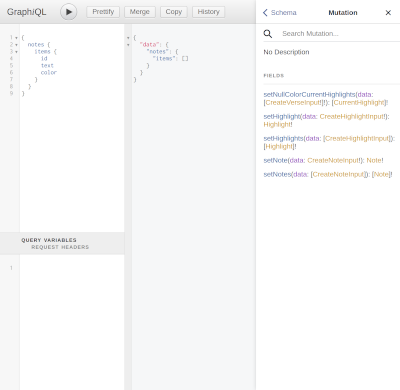 GraphiQL
Prettify
Merge
Copy
History
1 {
2 notes {
3 items {
4 id
5 text
6 color
7 }
8 }
9 }
QUERY VARIABLES
REQUEST HEADERS
1
{
"data": {
"notes": {
"items": []
}
}
}
Schema
Mutation
Search Mutation...
No Description
FIELDS
setNullColorCurrentHighlights(data:
[CreateVerseInput]!): [CurrentHighlight]!
setHighlight(data: CreateHighlightInput!):
Highlight!
setHighlights(data: [CreateHighlightInput]):
[Highlight]!
setNote(data: CreateNoteInput!): Note!
setNotes(data: [CreateNoteInput]): [Note]!